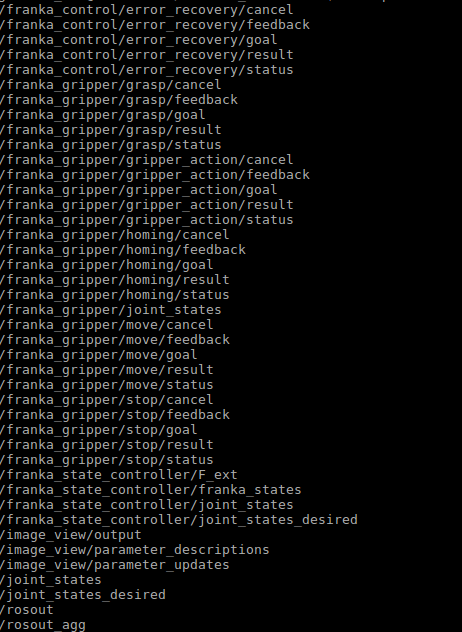 /franka_control/error_recovery/cancel
/franka_control/error_recovery/feedback
/franka_control/error_recovery/goal
/franka_control/error_recovery/result
/franka_control/error_recovery/status
/franka_gripper/grasp/cancel
/franka_gripper/grasp/feedback
/franka_gripper/grasp/goal
/franka_gripper/grasp/result
/franka_gripper/grasp/status
/franka_gripper/gripper_action/cancel
/franka_gripper/gripper_action/feedback
/franka_gripper/gripper_action/goal
/franka_gripper/gripper_action/result
/franka_gripper/gripper_action/status
/franka_gripper/homing/cancel
/franka_gripper/homing/feedback
/franka_gripper/homing/goal
/franka_gripper/homing/result
/franka_gripper/homing/status
/franka_gripper/joint_states
/franka_gripper/move/cancel
/franka_gripper/move/feedback
/franka_gripper/move/goal
/franka_gripper/move/result
/franka_gripper/move/status
/franka_gripper/stop/cancel
/franka_gripper/stop/feedback
/franka_gripper/stop/goal
/franka_gripper/stop/result
/franka_gripper/stop/status
/franka_state_controller/F_ext
/franka_state_controller/franka_states
/franka_state_controller/joint_states
/franka_state_controller/joint_states_desired
/image_view/output
/image_view/parameter_descriptions
/image_view/parameter_updates
/joint_states
/joint_states_desired
/rosout
/rosout_agg